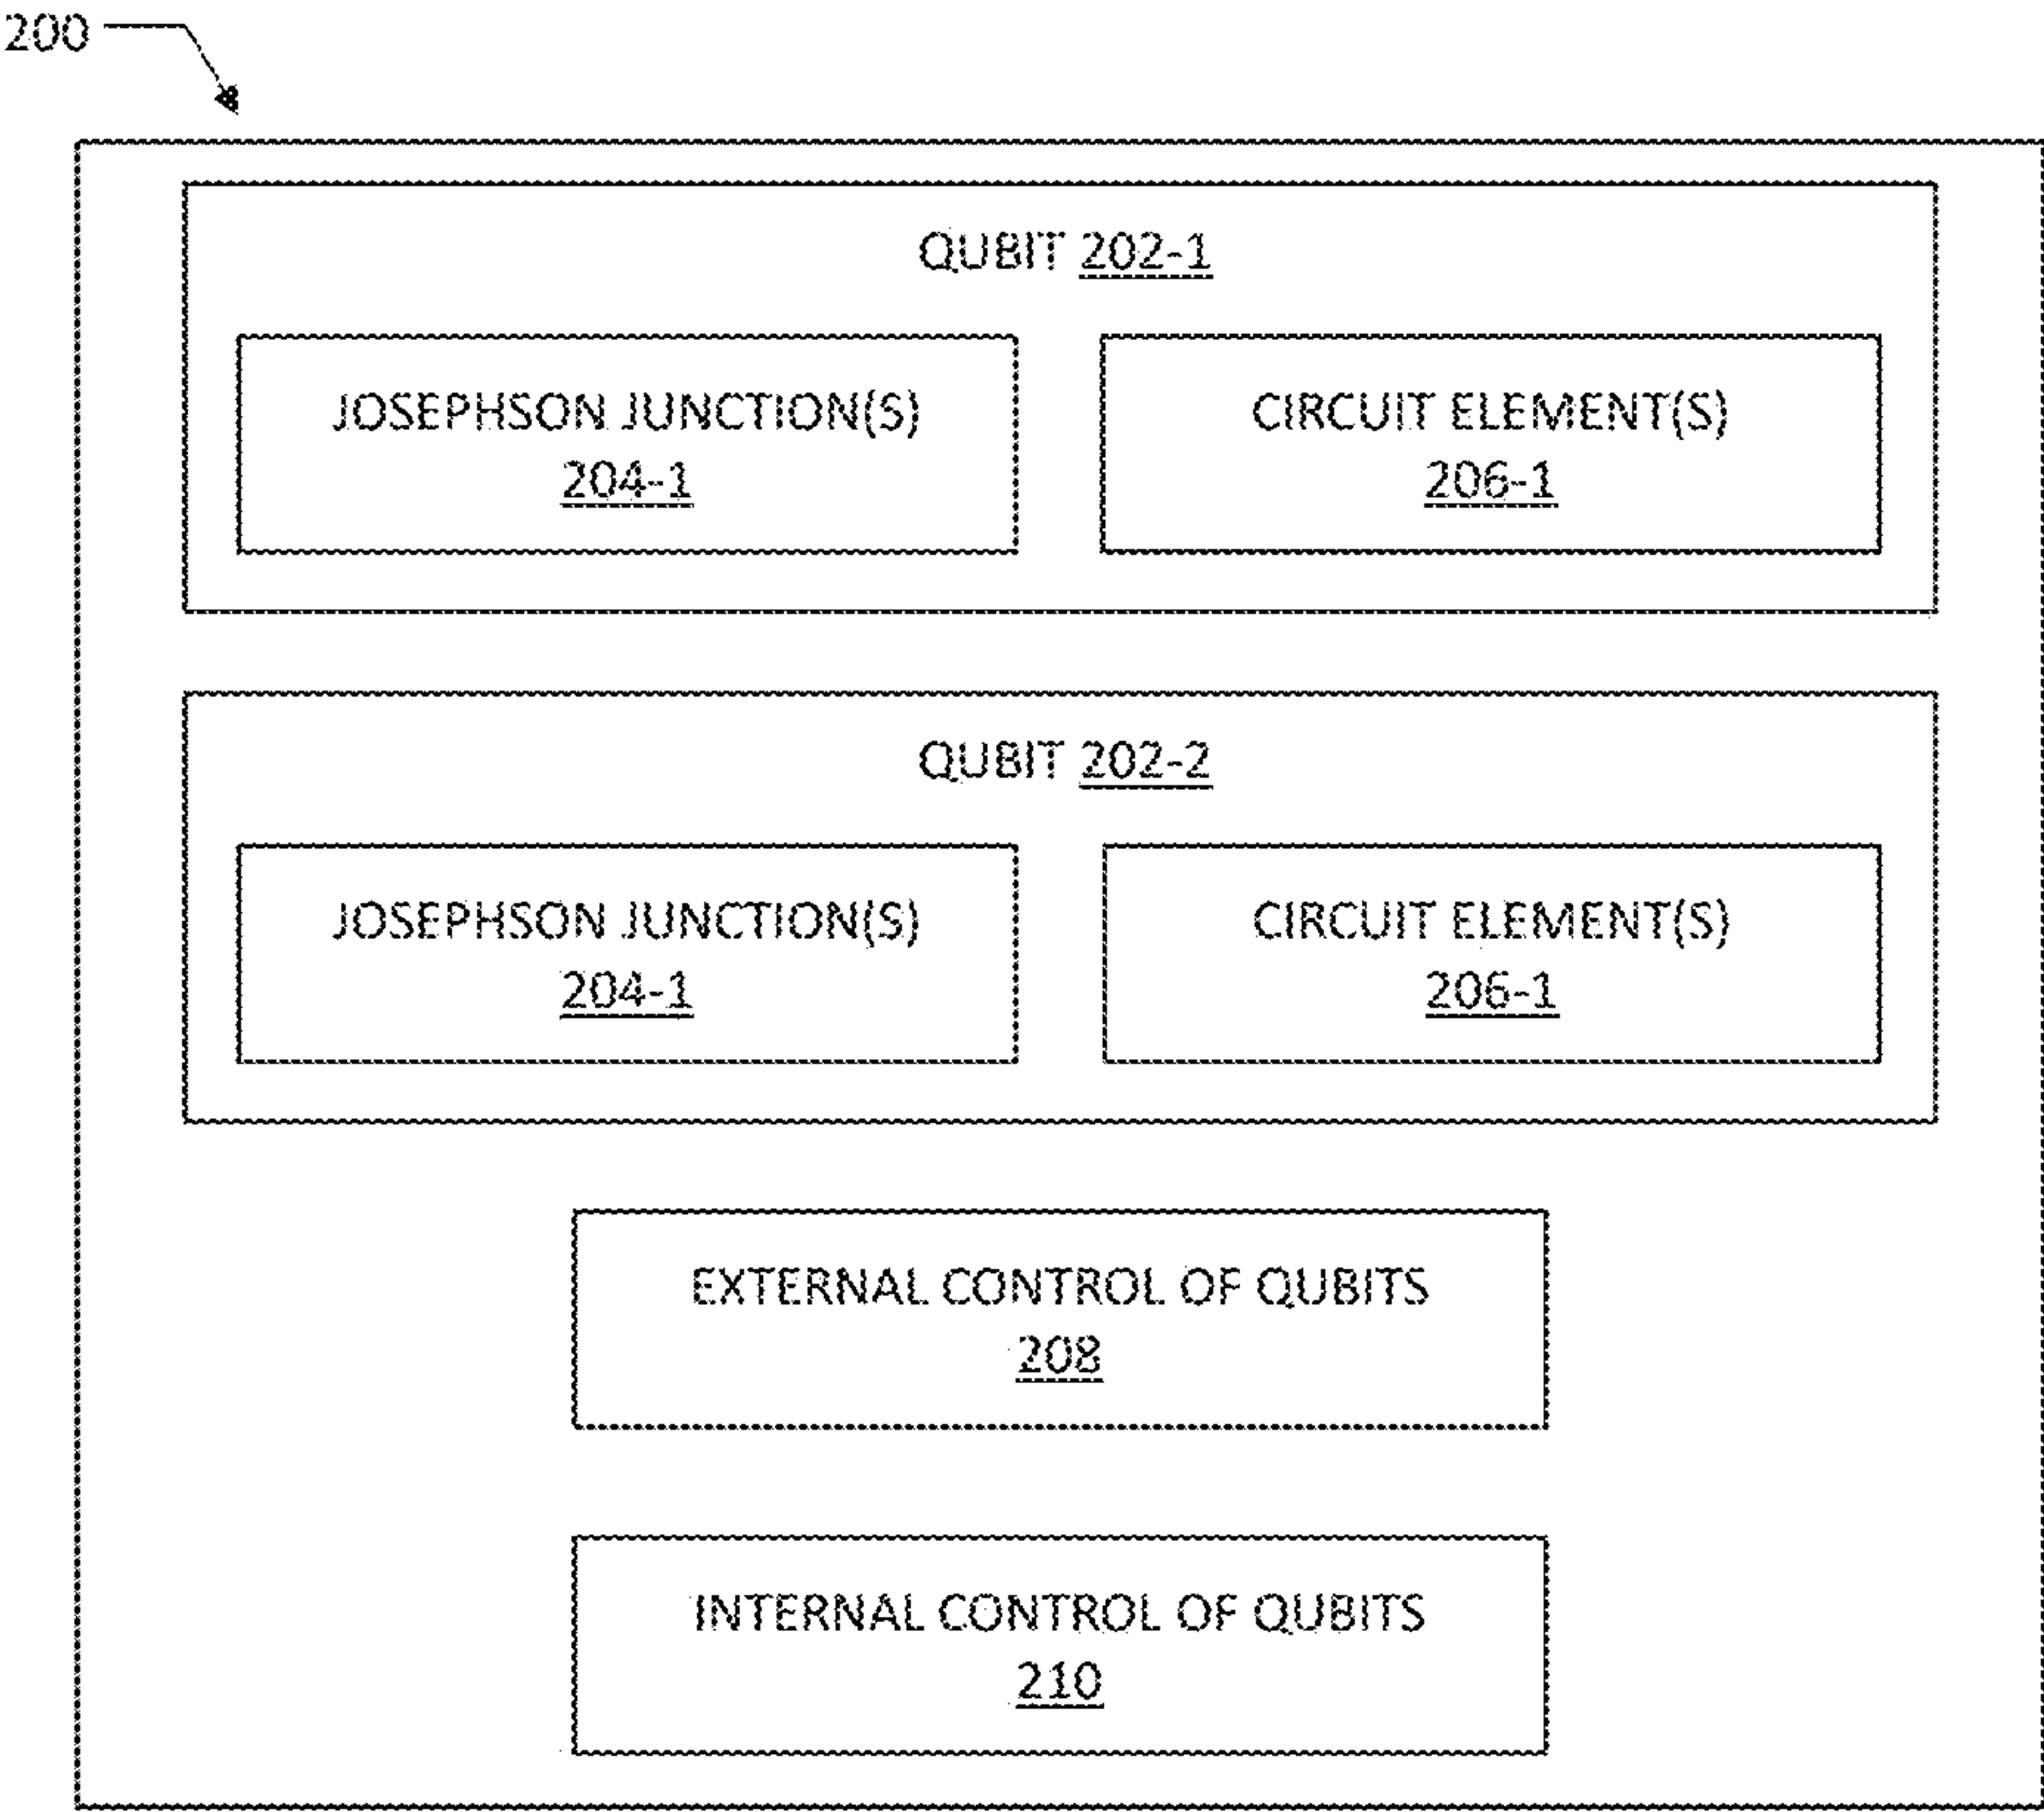 200
QUBIT 202-1
JOSEPHSON JUNCTION(S)
204-1
CIRCUIT ELEMENT(S)
206-1
QUBIT 202-2
JOSEPHSON JUNCTION(S)
204-1
CIRCUIT ELEMENT(S)
206-1
EXTERNAL CONTROL OF QUBITS
208
INTERNAL CONTROL OF QUBITS
210